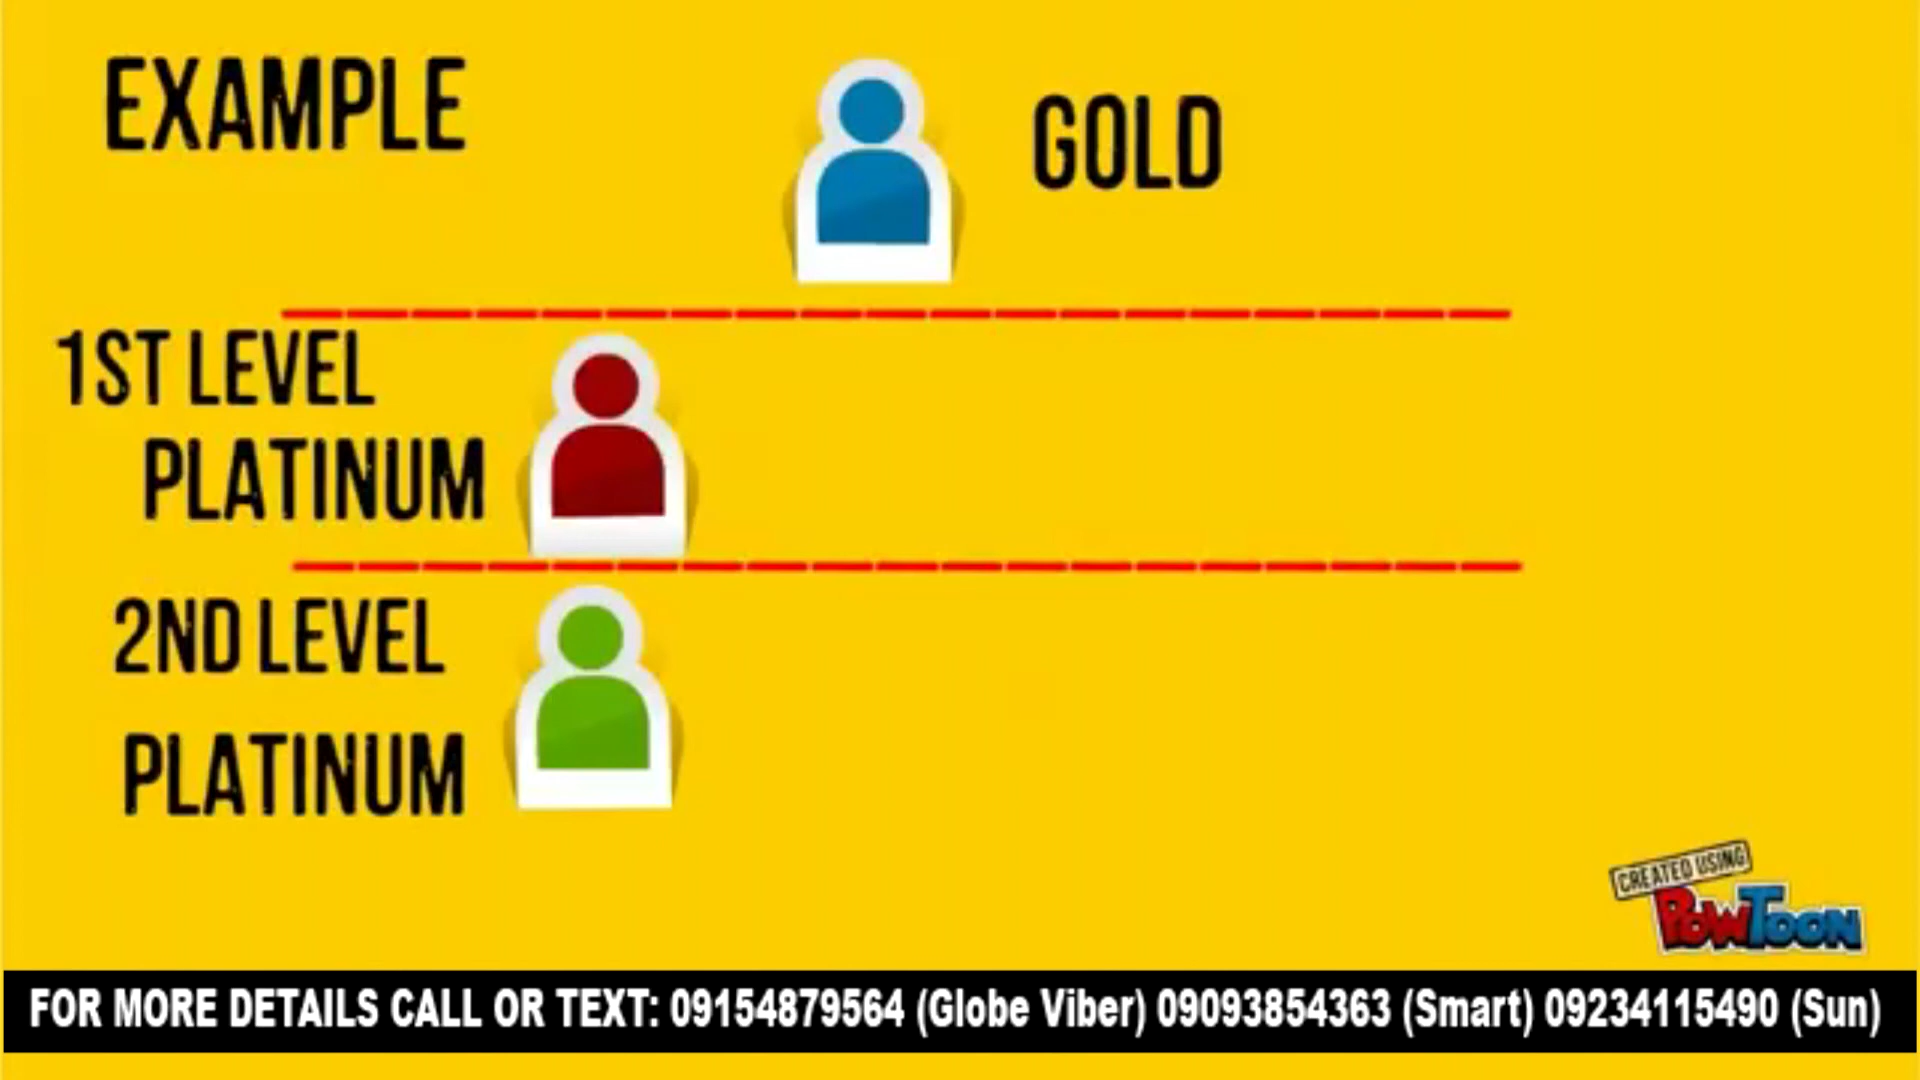 EXAMPLE
GOLD
1ST LEVEL
PLATINUM
2ND LEVEL
PLATINUM
CREATED USING
POWTOON
FOR MORE DETAILS CALL OR TEXT: 09154879564 (Globe Viber) 09093854363 (Smart) 09234115490 (Sun)